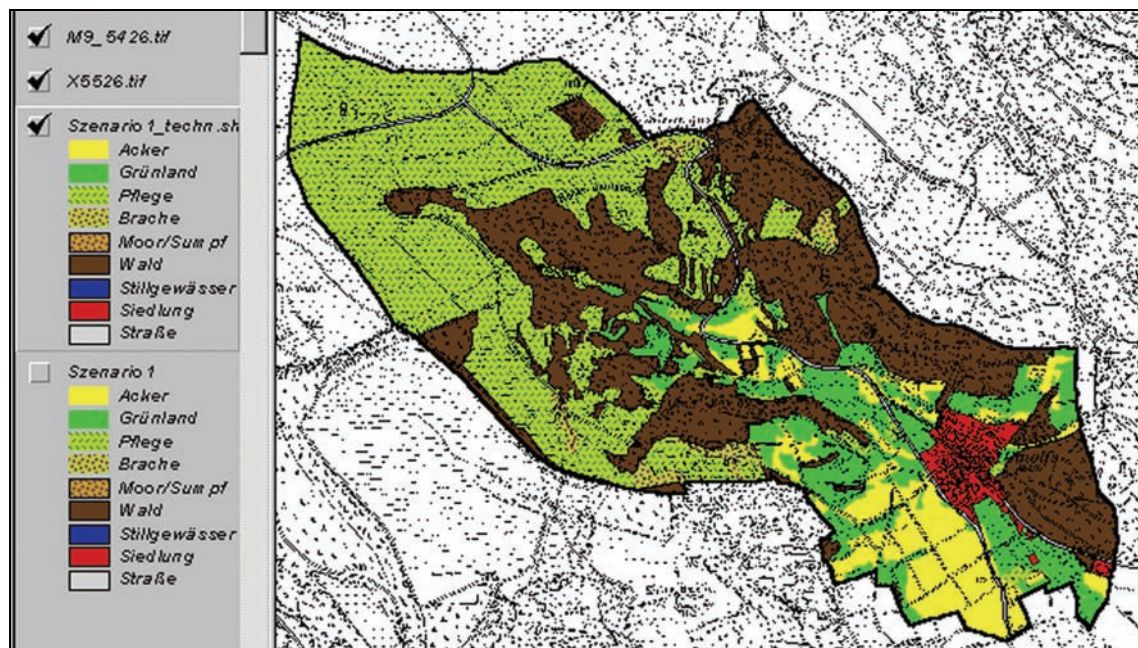 M9_5426.tif
X5526.tif
Szenario 1_techn.sh
Acker
Grünland
Pflege
Brache
Moor/Sumpf
Wald
Stillgewässer
Siedlung
Straße
Szenario 1
Acker
Grünland
Pflege
Brache
Moor/Sumpf
Wald
Stillgewässer
Siedlung
Straße